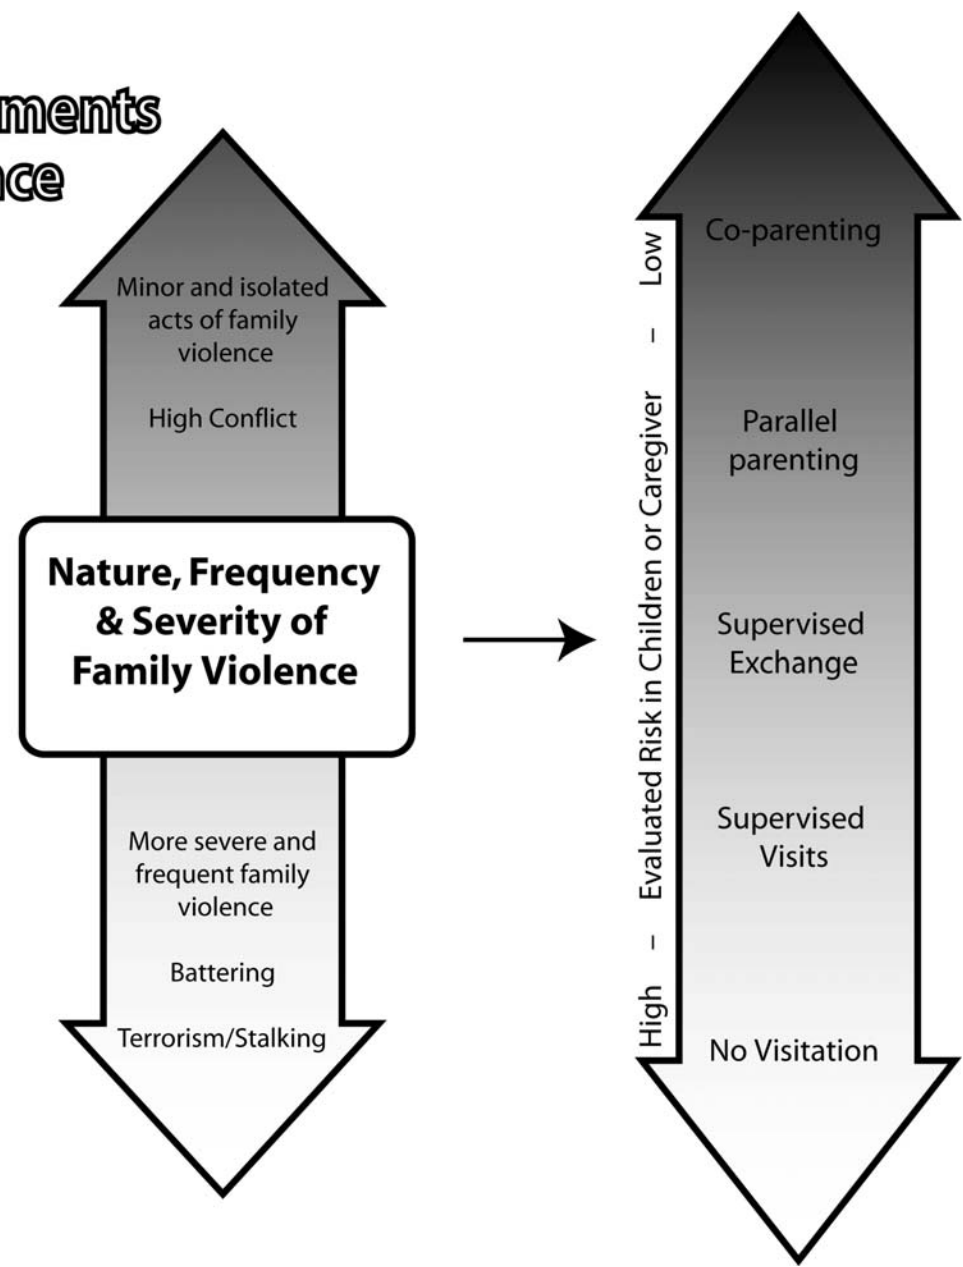 ments
nce
Minor and isolated
acts of family
violence
High Conflict
Nature, Frequency
& Severity of
Family Violence
More severe and
frequent family
violence
Battering
Terrorism/Stalking
High – Evaluated Risk in Children or Caregiver – Low
Co-parenting
Parallel
parenting
Supervised
Exchange
Supervised
Visits
No Visitation